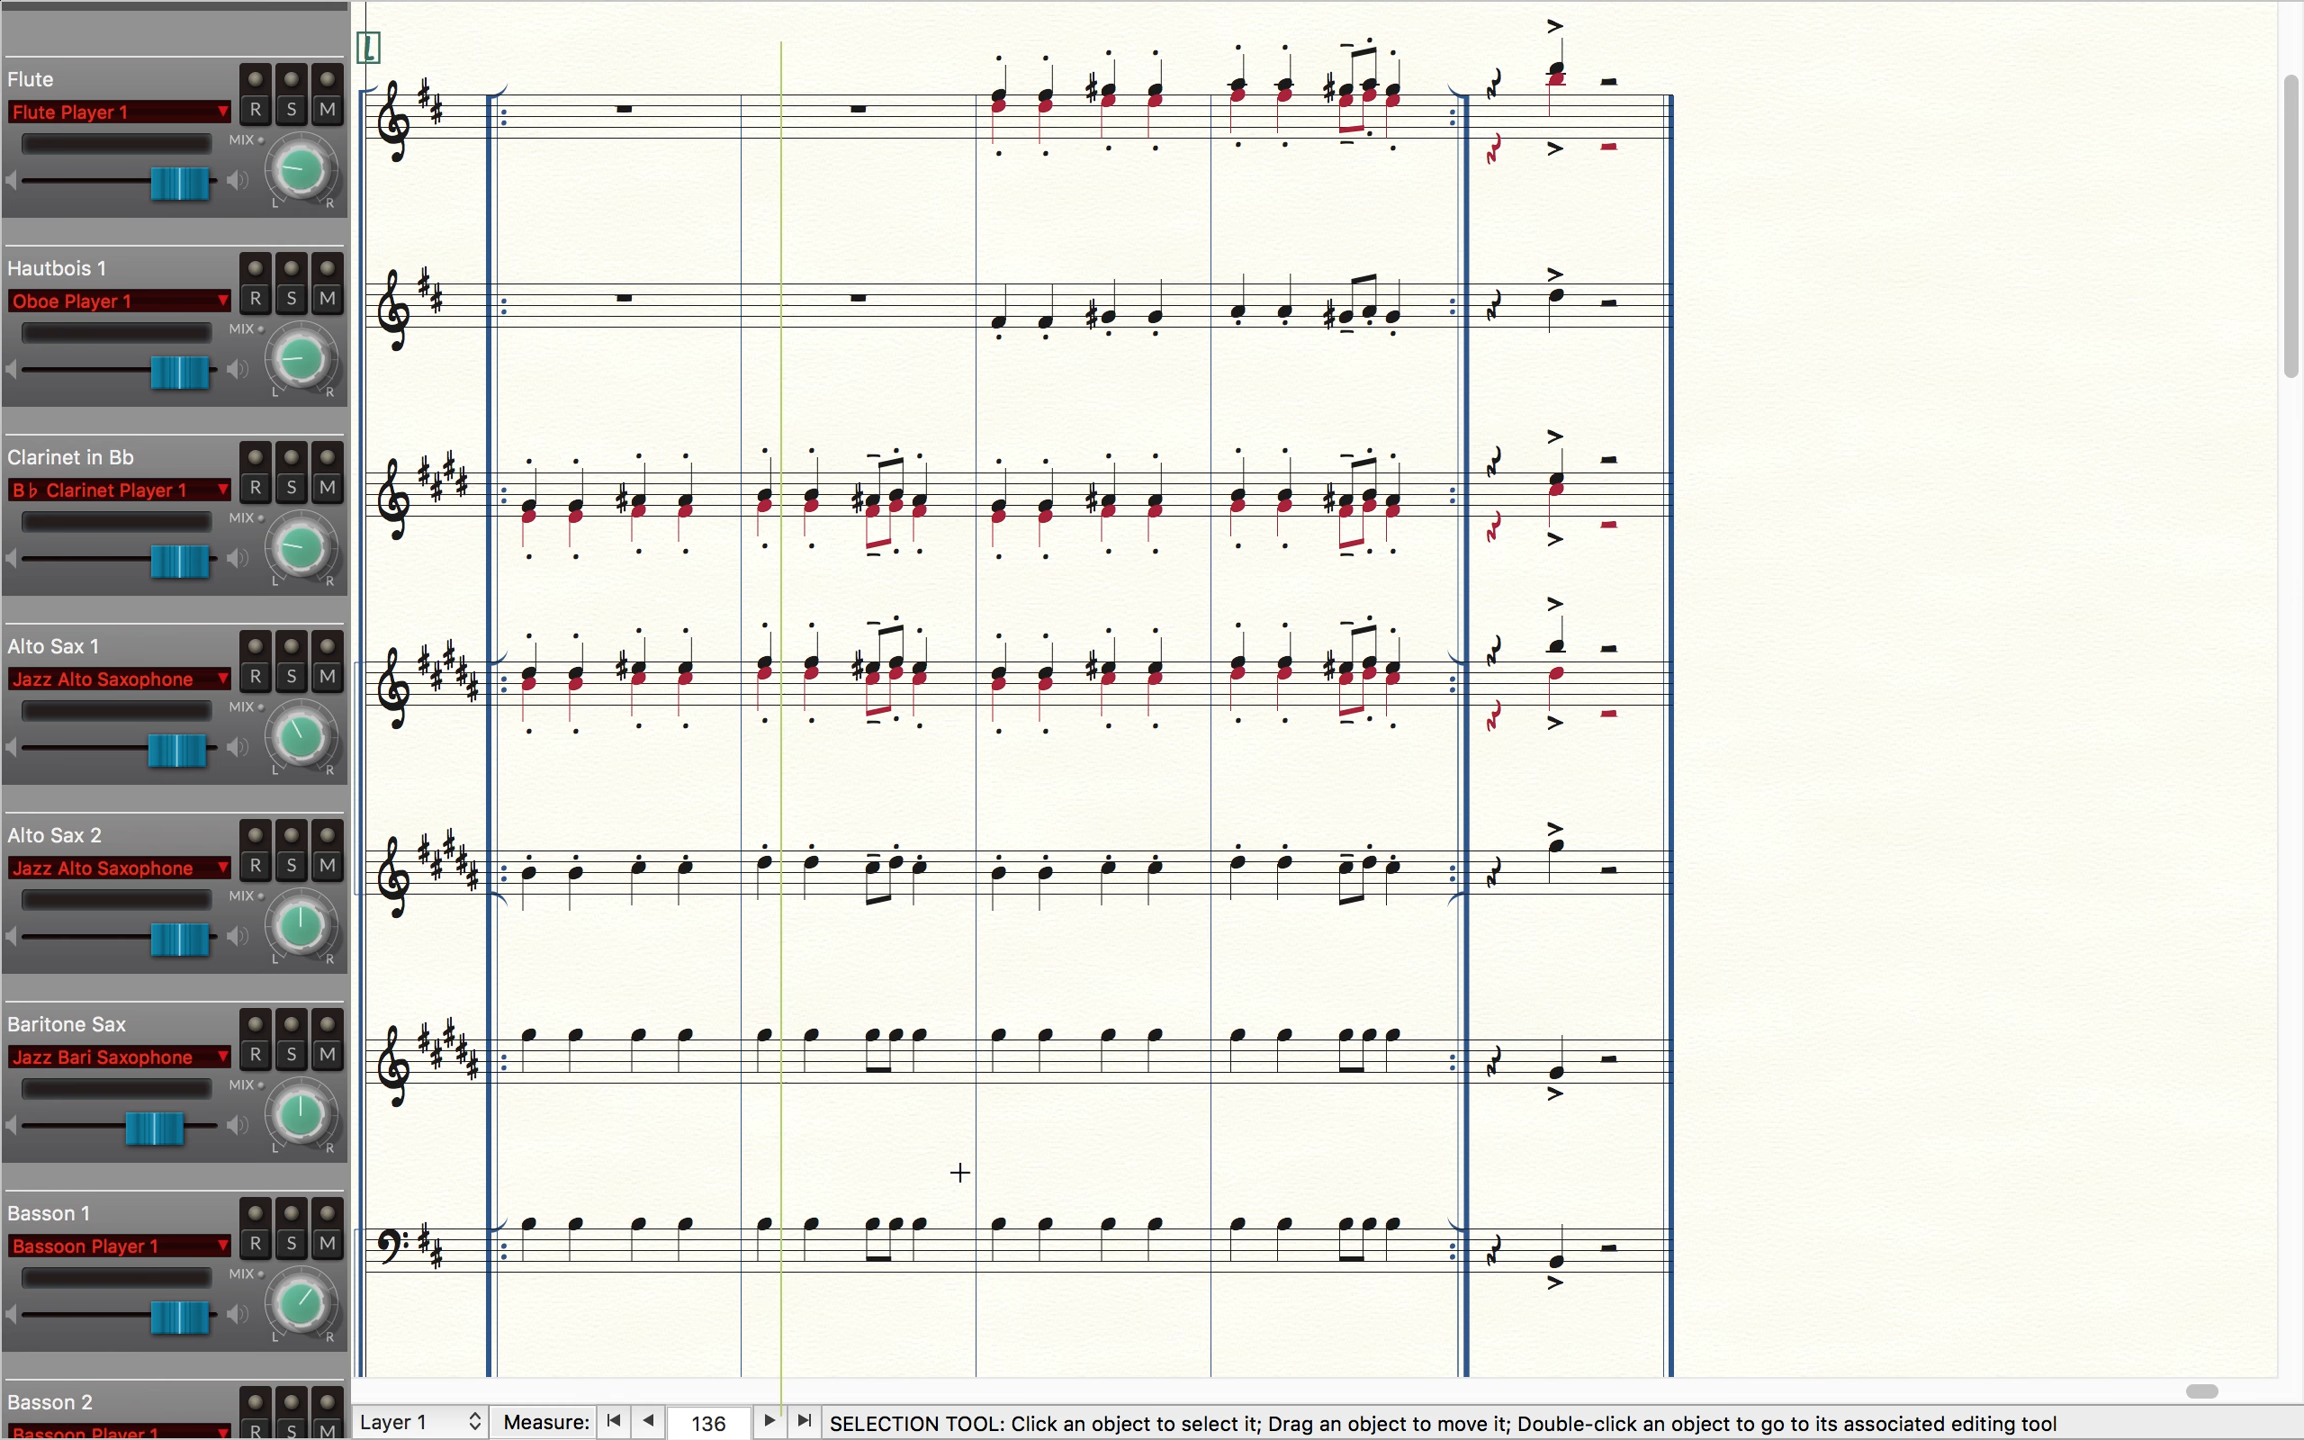 Flute
Flute Player 1
R S M
MIX
L R
Hautbois 1
Oboe Player 1
R S M
MIX
L R
Clarinet in Bb
B♭ Clarinet Player 1
R S M
MIX
L R
Alto Sax 1
Jazz Alto Saxophone
R S M
MIX
L R
Alto Sax 2
Jazz Alto Saxophone
R S M
MIX
L R
Baritone Sax
Jazz Bari Saxophone
R S M
MIX
L R
Basson 1
Bassoon Player 1
R S M
MIX
L R
Basson 2
Bassoon Player 1
R S M
Layer 1 Measure: 136 SELECTION TOOL: Click an object to select it; Drag an object to move it; Double-click an object to go to its associated editing tool